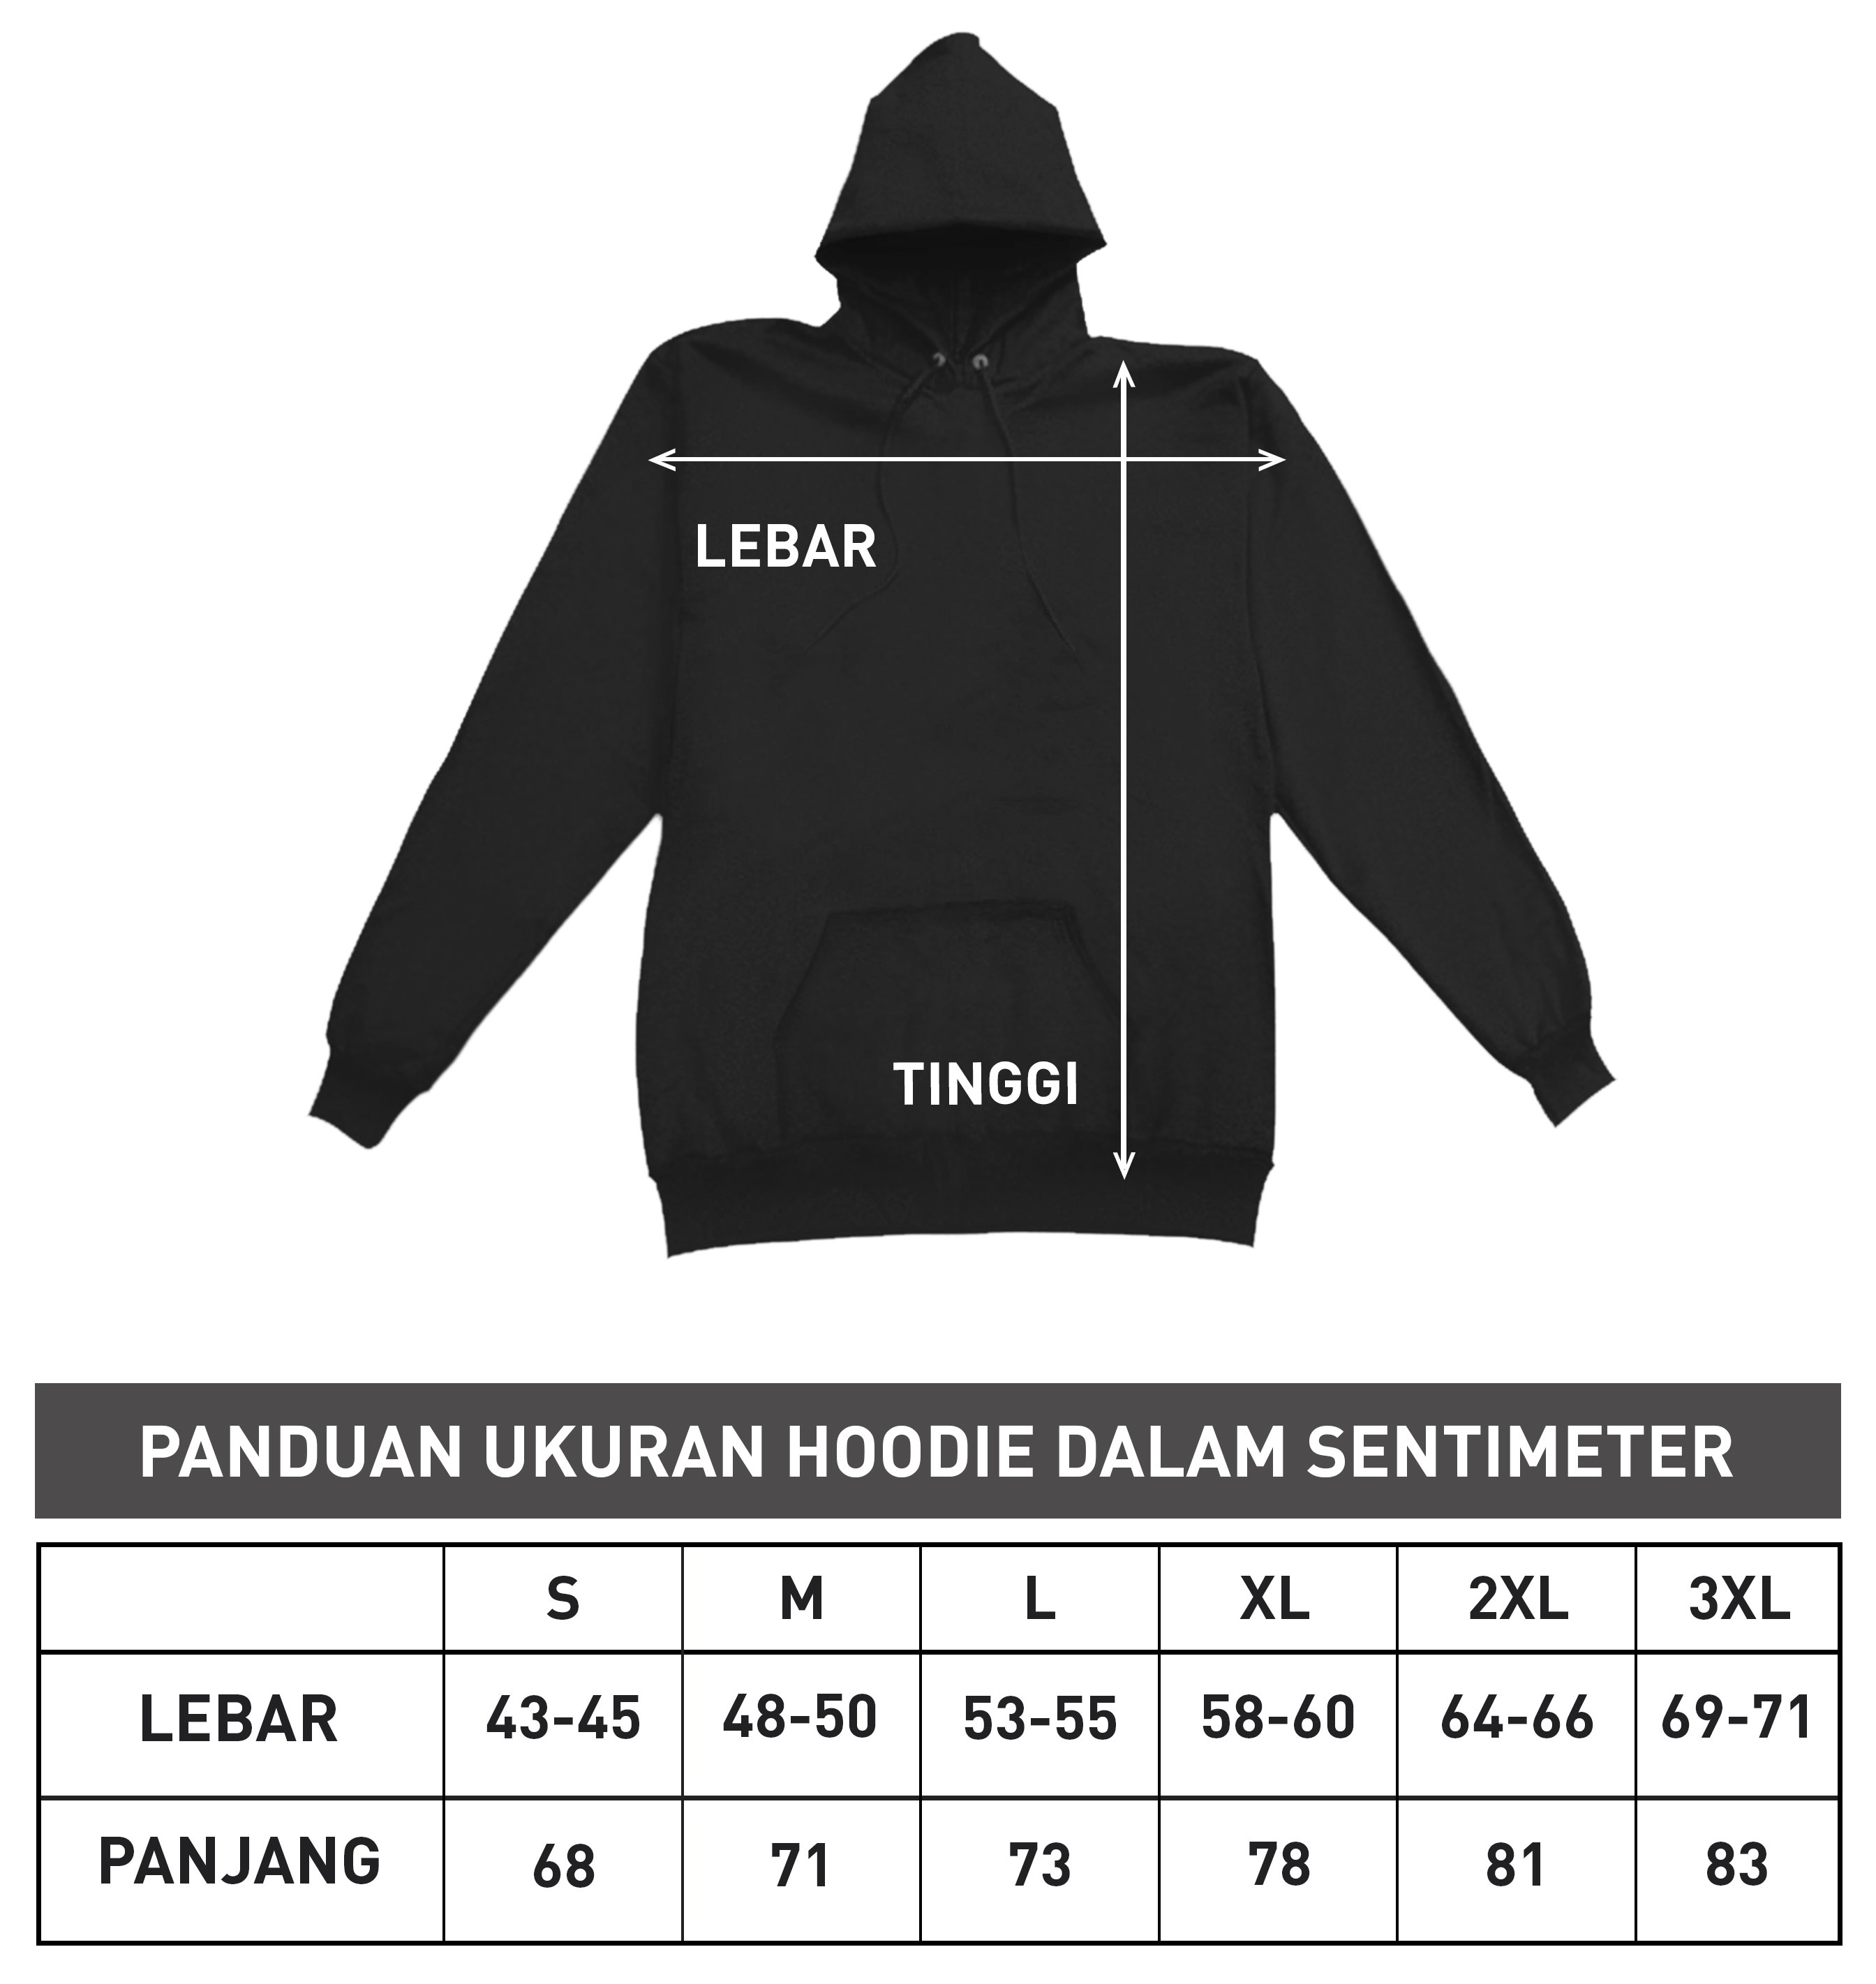 LEBAR
TINGGI
PANDUAN UKURAN HOODIE DALAM SENTIMETER
S M L XL 2XL 3XL
LEBAR 43-45 48-50 53-55 58-60 64-66 69-71
PANJANG 68 71 73 78 81 83